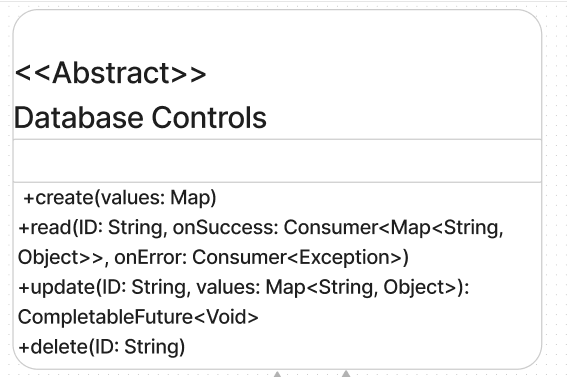 <<Abstract>>
Database Controls
+create(values: Map)
+read(ID: String, onSuccess: Consumer<Map<String,
Object>>, onError: Consumer<Exception>)
+update(ID: String, values: Map<String, Object>):
CompletableFuture<Void>
+delete(ID: String)